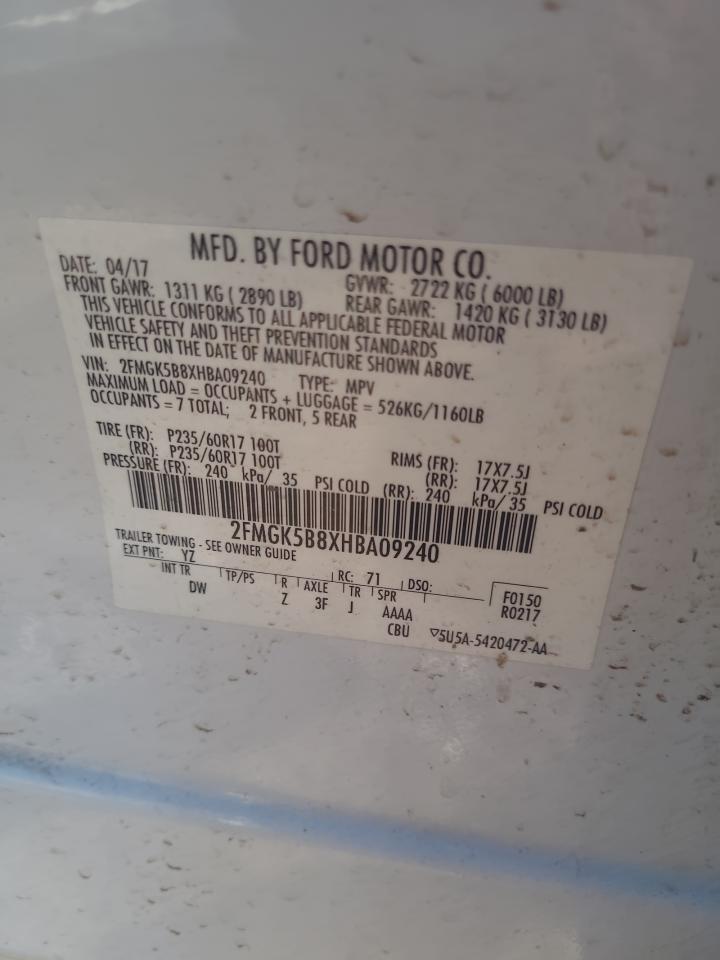 MFD. BY FORD MOTOR CO.
DATE: 04/17 GVWR: 2722 KG ( 6000 LB)
FRONT GAWR: 1311 KG ( 2890 LB) REAR GAWR: 1420 KG ( 3130 LB)
THIS VEHICLE CONFORMS TO ALL APPLICABLE FEDERAL MOTOR
VEHICLE SAFETY AND THEFT PREVENTION STANDARDS
IN EFFECT ON THE DATE OF MANUFACTURE SHOWN ABOVE.
VIN: 2FMGK5B8XHBA09240 TYPE: MPV
MAXIMUM LOAD = OCCUPANTS + LUGGAGE = 526KG/1160LB
OCCUPANTS = 7 TOTAL; 2 FRONT, 5 REAR
TIRE (FR): P235/60R17 100T RIMS (FR): 17X7.5J
(RR): P235/60R17 100T (RR): 17X7.5J
PRESSURE (FR): 240 kPa/ 35 PSI COLD (RR): 240 kPa/ 35 PSI COLD
2FMGK5B8XHBA09240
TRAILER TOWING - SEE OWNER GUIDE
EXT PNT: YZ RC: 71 DSO: F0150
INT TR TP/PS R AXLE TR SPR R0217
DW Z 3F J AAAA
CBU ▽SU5A-5420472-AA